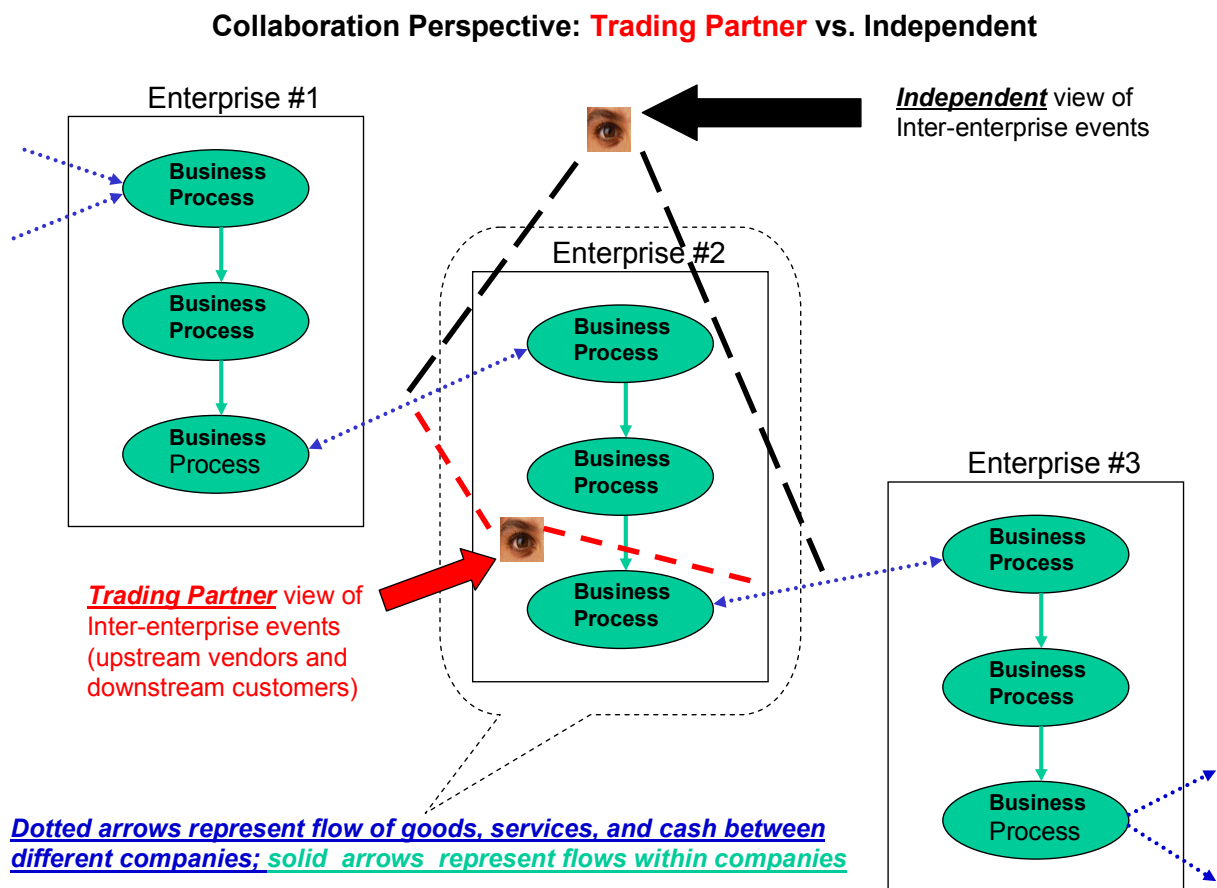 Collaboration Perspective: Trading Partner vs. Independent
Enterprise #1
Business
Process
Business
Process
Business
Process
Independent view of
Inter-enterprise events
Enterprise #2
Business
Process
Business
Process
Business
Process
Trading Partner view of
Inter-enterprise events
(upstream vendors and
downstream customers)
Enterprise #3
Business
Process
Business
Process
Business
Process
Dotted arrows represent flow of goods, services, and cash between
different companies; solid arrows represent flows within companies